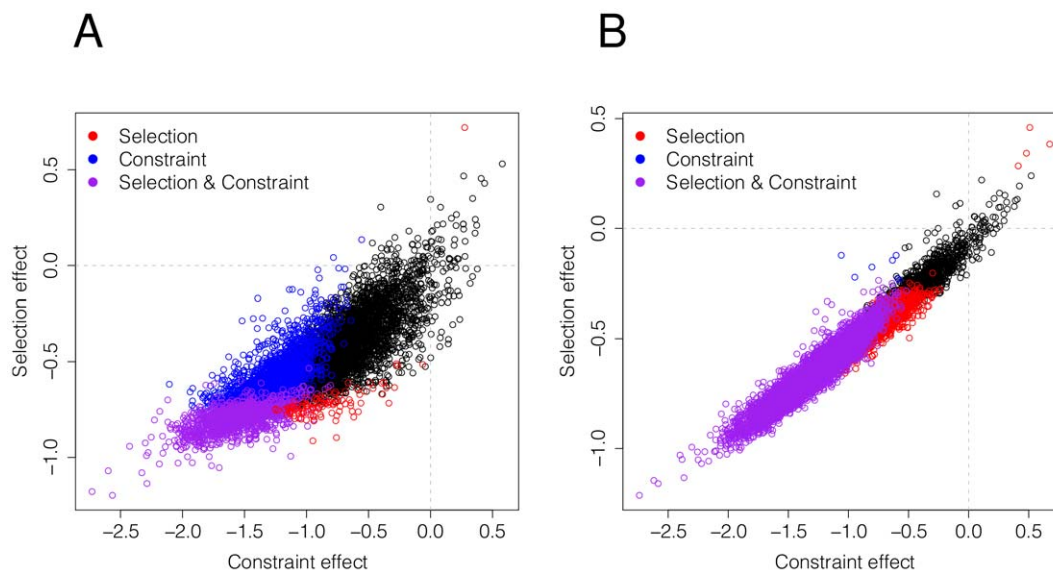 A
Selection
Constraint
Selection & Constraint
Selection effect
0.5
0.0
−0.5
−1.0
−2.5 −2.0 −1.5 −1.0 −0.5 0.0 0.5
Constraint effect
B
Selection
Constraint
Selection & Constraint
Selection effect
0.5
0.0
−0.5
−1.0
−2.0 −1.5 −1.0 −0.5 0.0 0.5
−2.5
Constraint effect